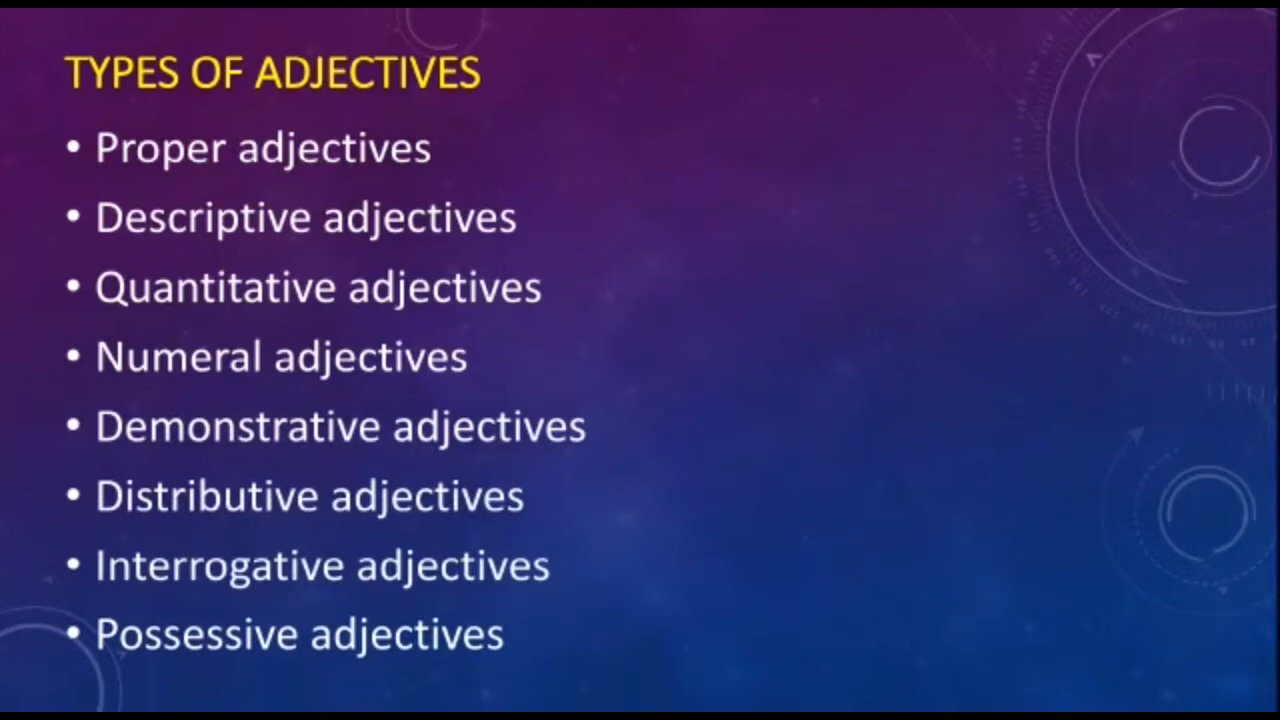 TYPES OF ADJECTIVES
• Proper adjectives
• Descriptive adjectives
• Quantitative adjectives
• Numeral adjectives
• Demonstrative adjectives
• Distributive adjectives
• Interrogative adjectives
• Possessive adjectives